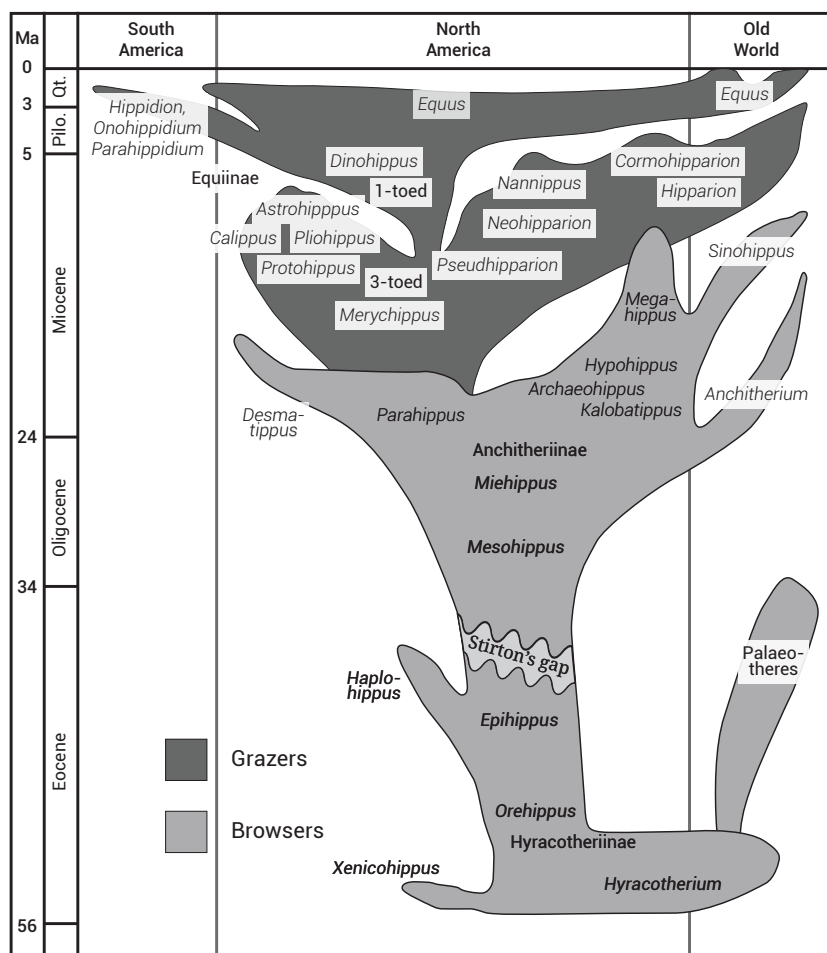 Ma
South
America
North
America
Old
World
0
Qt.
3
Pilo.
5
Miocene
24
Oligocene
34
Eocene
56
Hippidion,
Onohippidium
Parahippidium
Equus
Equus
Equiinae
Dinohippus
1-toed
Cormohipparion
Nannippus
Hipparion
Astrohipppus
Neohipparion
Calippus
Pliohippus
Sinohippus
Protohippus
Pseudhipparion
3-toed
Merychippus
Mega-
hippus
Hypohippus
Archaeohippus
Kalobatippus
Anchitherium
Desma-
tippus
Parahippus
Anchitheriinae
Miehippus
Mesohippus
Stirton's gap
Palaeo-
theres
Haplo-
hippus
Epihippus
Grazers
Browsers
Orehippus
Hyracotheriinae
Xenicohippus
Hyracotherium